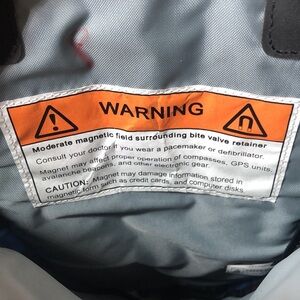 WARNING
Moderate magnetic field surrounding bite valve retainer
Consult your doctor if you wear a pacemaker or defibrillator.
Magnet may affect proper operation of compasses, GPS units,
avalanche beacons, and other electronic gear.
CAUTION: Magnet may damage information stored in
magnetic form such as credit cards, and computer disks.